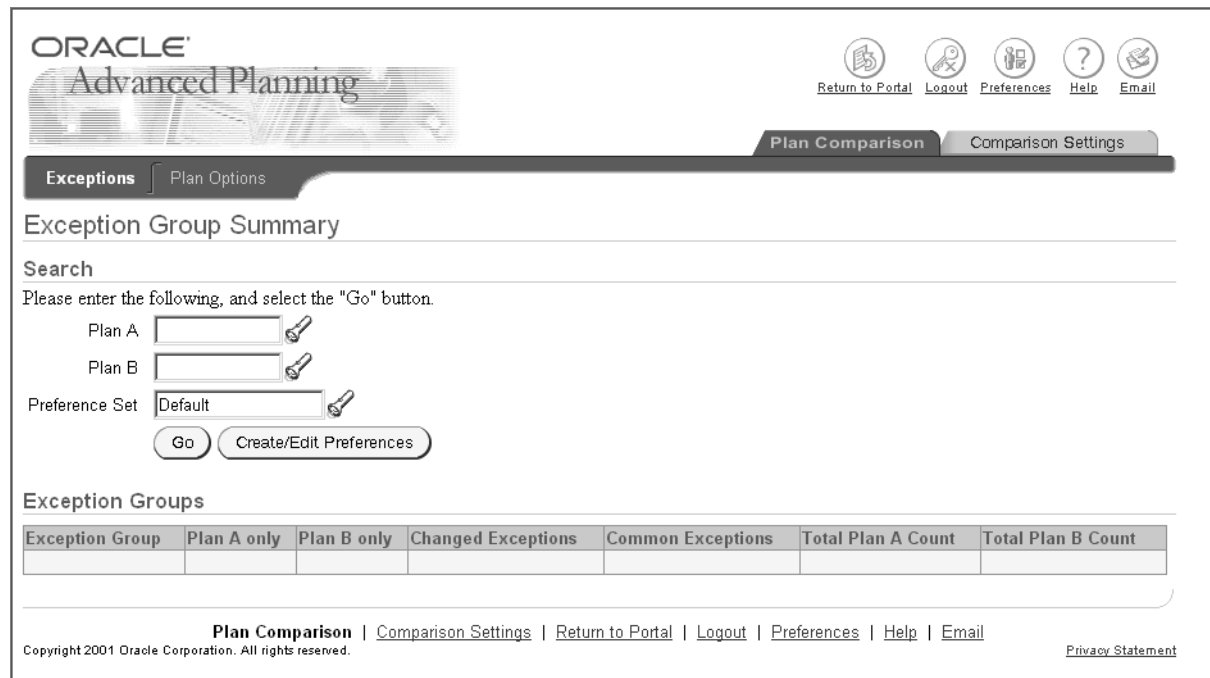 ORACLE
Advanced Planning
Return to Portal Logout Preferences Help Email
Plan Comparison Comparison Settings
Exceptions Plan Options
Exception Group Summary
Search
Please enter the following, and select the "Go" button.
Plan A
Plan B
Preference Set Default
Go Create/Edit Preferences
Exception Groups
Exception Group Plan A only Plan B only Changed Exceptions Common Exceptions Total Plan A Count Total Plan B Count
Plan Comparison | Comparison Settings | Return to Portal | Logout | Preferences | Help | Email
Copyright 2001 Oracle Corporation. All rights reserved. Privacy Statement